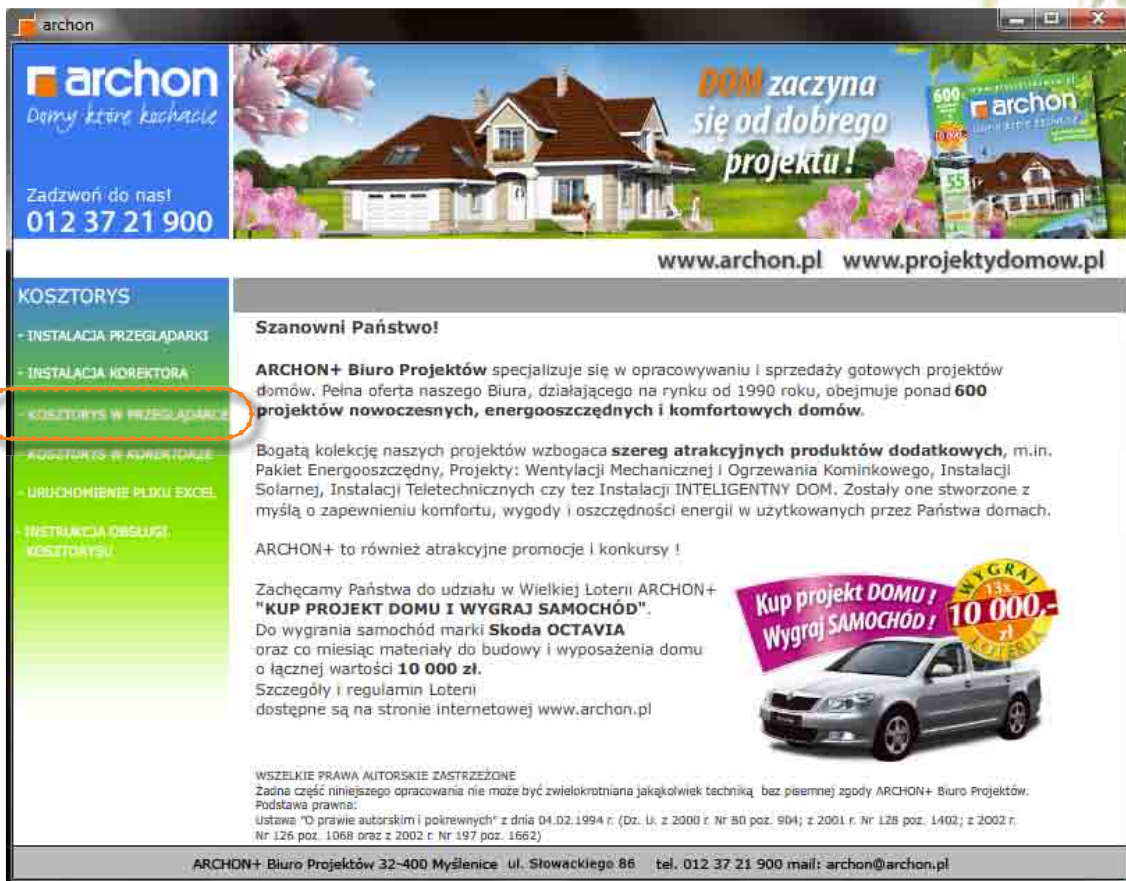 archon
archon
Domy które kochacie
Zadzwoń do nas!
012 37 21 900
DOM zaczyna
się od dobrego
projektu !
600
archon
10 000,-
55
www.archon.pl www.projektydomow.pl
KOSZTORYS
- INSTALACJA PRZEGLĄDARKI
- INSTALACJA KOREKTORA
- KOSZTORYS W PRZEGLĄDARCE
- KOSZTORYS W KOREKTORZE
- URUCHOMIENIE PLIKU EXCEL
- INSTRUKCJA OBSŁUGI
KOSZTORYSU
Szanowni Państwo!
ARCHON+ Biuro Projektów specjalizuje się w opracowywaniu i sprzedaży gotowych projektów
domów. Pełna oferta naszego Biura, działającego na rynku od 1990 roku, obejmuje ponad 600
projektów nowoczesnych, energooszczędnych i komfortowych domów.
Bogatą kolekcję naszych projektów wzbogaca szereg atrakcyjnych produktów dodatkowych, m.in.
Pakiet Energooszczędny, Projekty: Wentylacji Mechanicznej i Ogrzewania Kominkowego, Instalacji
Solarnej, Instalacji Teletechnicznych czy tez Instalacji INTELIGENTNY DOM. Zostały one stworzone z
myślą o zapewnieniu komfortu, wygody i oszczędności energii w użytkowanych przez Państwa domach.
ARCHON+ to również atrakcyjne promocje i konkursy !
Zachęcamy Państwa do udziału w Wielkiej Loterii ARCHON+
"KUP PROJEKT DOMU I WYGRAJ SAMOCHÓD".
Do wygrania samochód marki Skoda OCTAVIA
oraz co miesiąc materiały do budowy i wyposażenia domu
o łącznej wartości 10 000 zł.
Szczegóły i regulamin Loterii
dostępne są na stronie internetowej www.archon.pl
Kup projekt DOMU !
Wygraj SAMOCHÓD !
WYGRAJ
13x
10 000,-
zł
LOTERIA
WSZELKIE PRAWA AUTORSKIE ZASTRZEŻONE
Żadna część niniejszego opracowania nie może być zwielokrotniana jakąkolwiek techniką bez pisemnej zgody ARCHON+ Biuro Projektów.
Podstawa prawna:
Ustawa "O prawie autorskim i pokrewnych" z dnia 04.02.1994 r. (Dz. U. z 2000 r. Nr 80 poz. 904; z 2001 r. Nr 128 poz. 1402; z 2002 r.
Nr 126 poz. 1068 oraz z 2002 r. Nr 197 poz. 1662)
ARCHON+ Biuro Projektów 32-400 Myślenice ul. Słowackiego 86 tel. 012 37 21 900 mail: archon@archon.pl